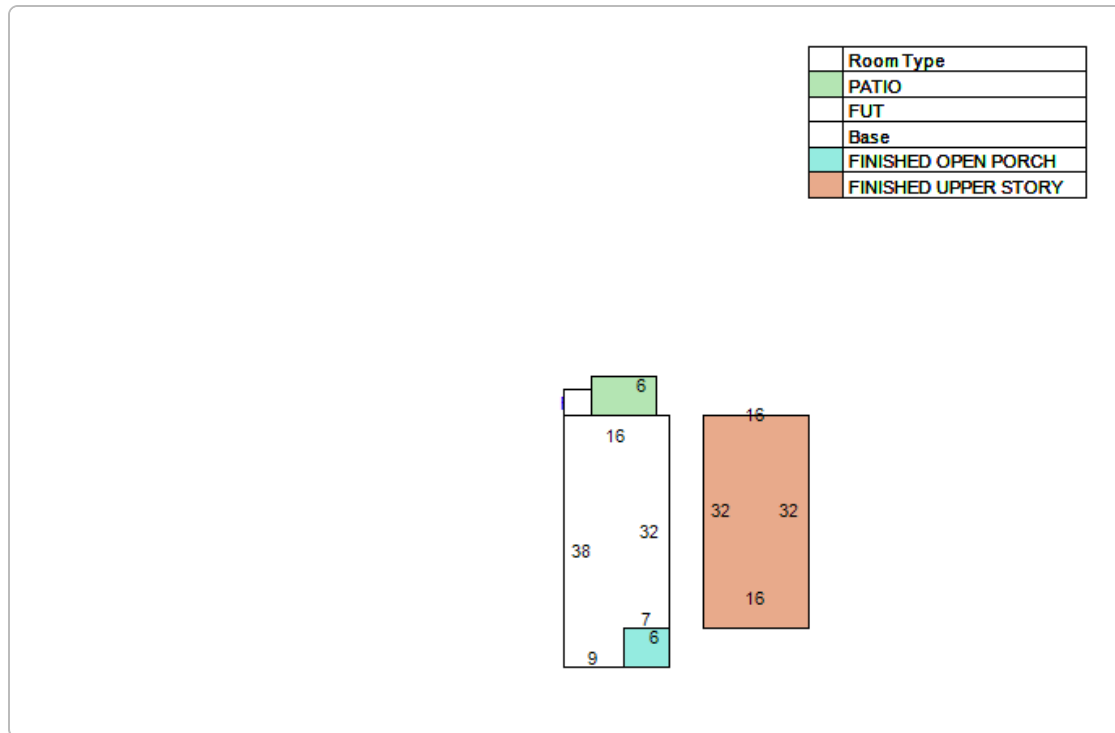 Room Type
PATIO
FUT
Base
FINISHED OPEN PORCH
FINISHED UPPER STORY
6
16
16
32
32
32
38
16
7
6
9